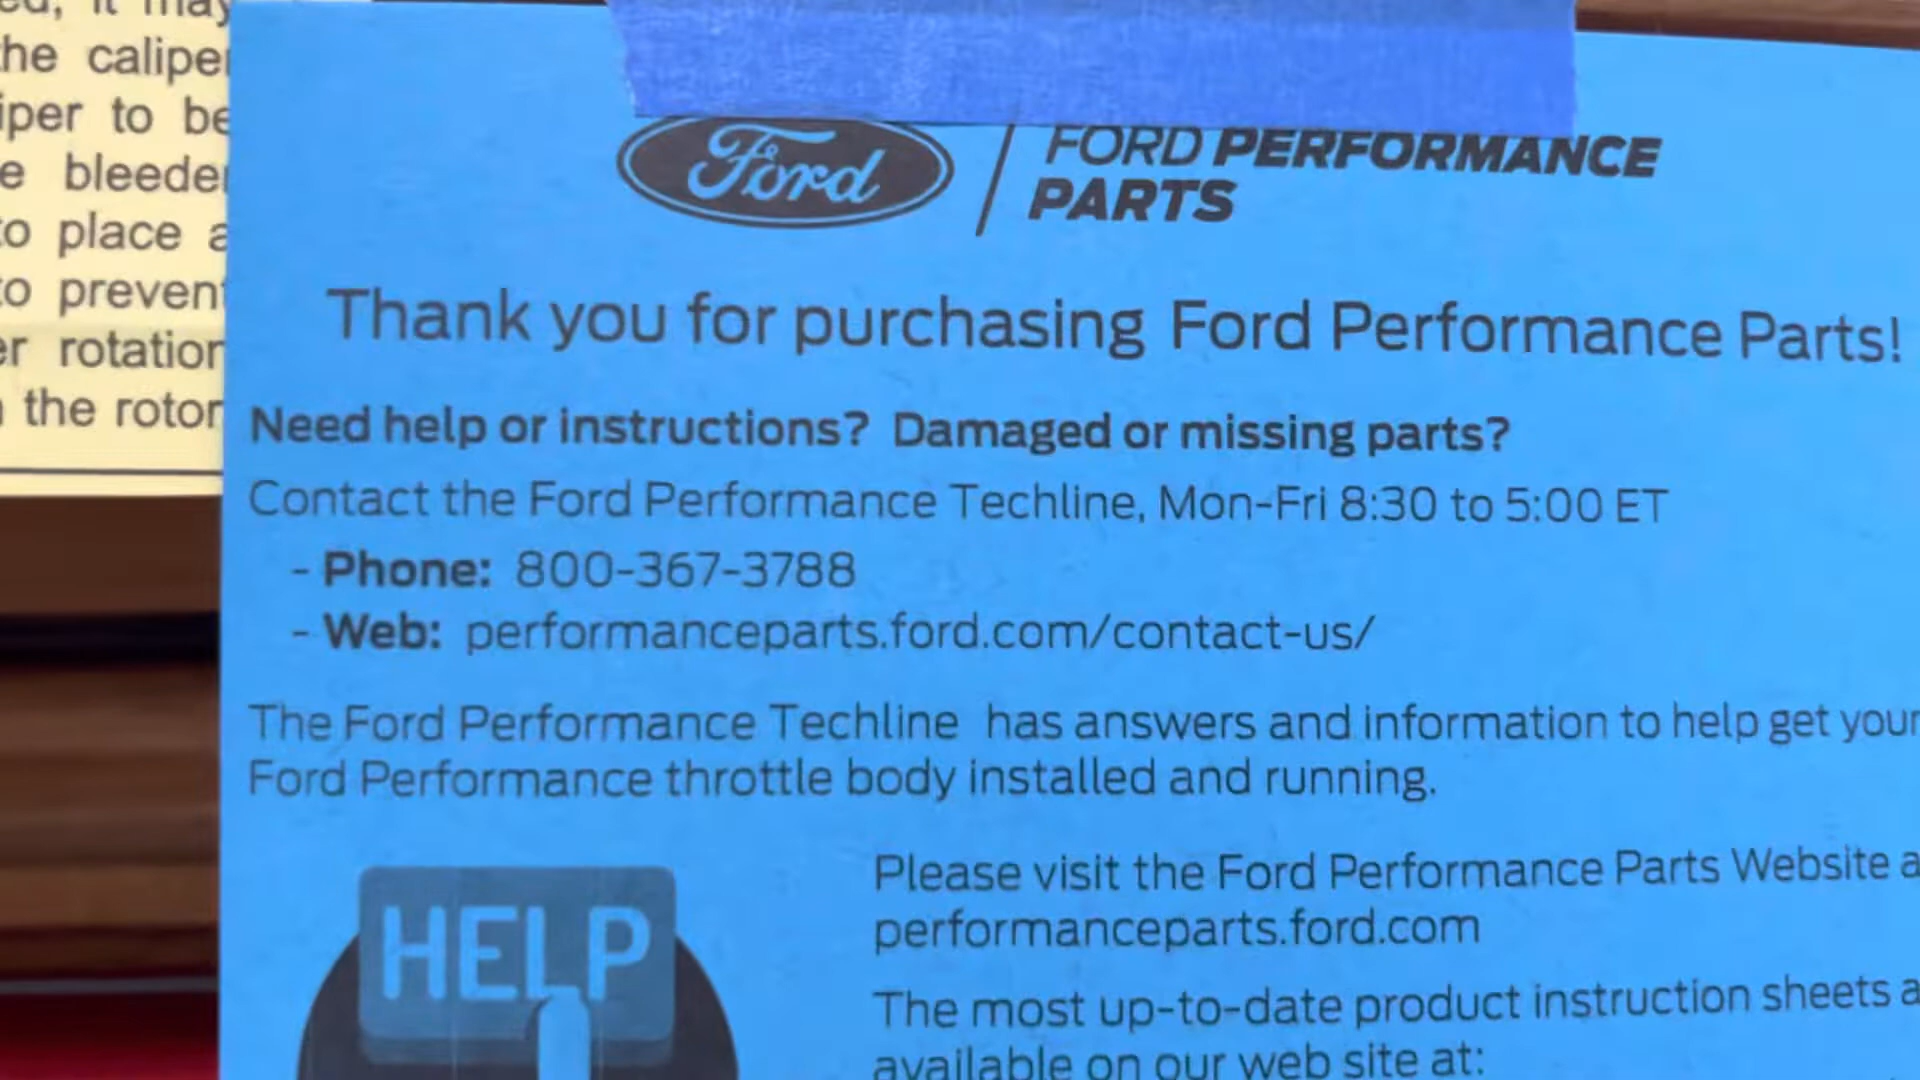 the caliper
to be
bleeder
to place a
to prevent
rotation
the rotor
Ford
FORD PERFORMANCE
PARTS
Thank you for purchasing Ford Performance Parts!
Need help or instructions? Damaged or missing parts?
Contact the Ford Performance Techline, Mon-Fri 8:30 to 5:00 ET
- Phone: 800-367-3788
- Web: performanceparts.ford.com/contact-us/
The Ford Performance Techline has answers and information to help get your
Ford Performance throttle body installed and running.
HELP
Please visit the Ford Performance Parts Website
performanceparts.ford.com
The most up-to-date product instruction sheets
available on our web site at: